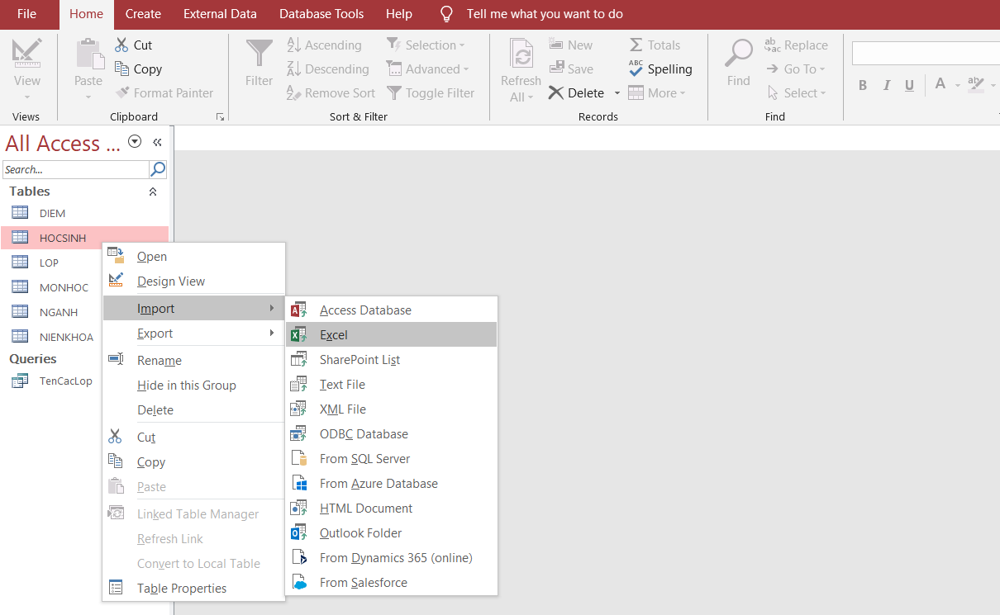 File Home Create External Data Database Tools Help Tell me what you want to do
View
Views
Paste
Cut
Copy
Format Painter
Clipboard
Filter
Ascending
Descending
Remove Sort
Selection
Advanced
Toggle Filter
Sort & Filter
Refresh
All
New
Save
Delete
Totals
Spelling
More
Records
Find
Replace
Go To
Select
Find
B I U A ab
All Access ...
Search...
Tables
DIEM
HOCSINH
LOP
MONHOC
NGANH
NIENKHOA
Queries
TenCacLop
Open
Design View
Import
Export
Rename
Hide in this Group
Delete
Cut
Copy
Paste
Linked Table Manager
Refresh Link
Convert to Local Table
Table Properties
Access Database
Excel
SharePoint List
Text File
XML File
ODBC Database
From SQL Server
From Azure Database
HTML Document
Outlook Folder
From Dynamics 365 (online)
From Salesforce